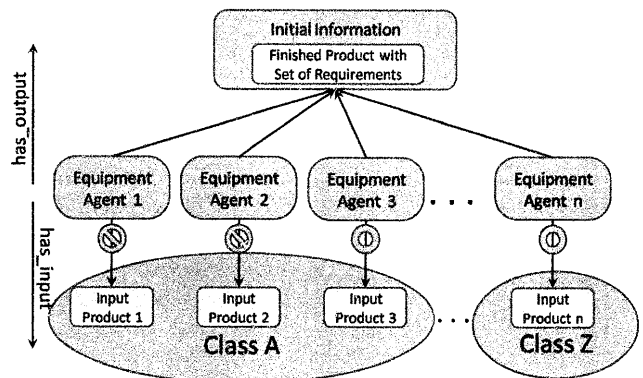 Initial Information
Finished Product with
Set of Requirements
has_output
Equipment
Agent 1
Equipment
Agent 2
Equipment
Agent 3
. . .
Equipment
Agent n
has_input
Input
Product 1
Input
Product 2
Input
Product 3
. . .
Input
Product n
Class A
Class Z